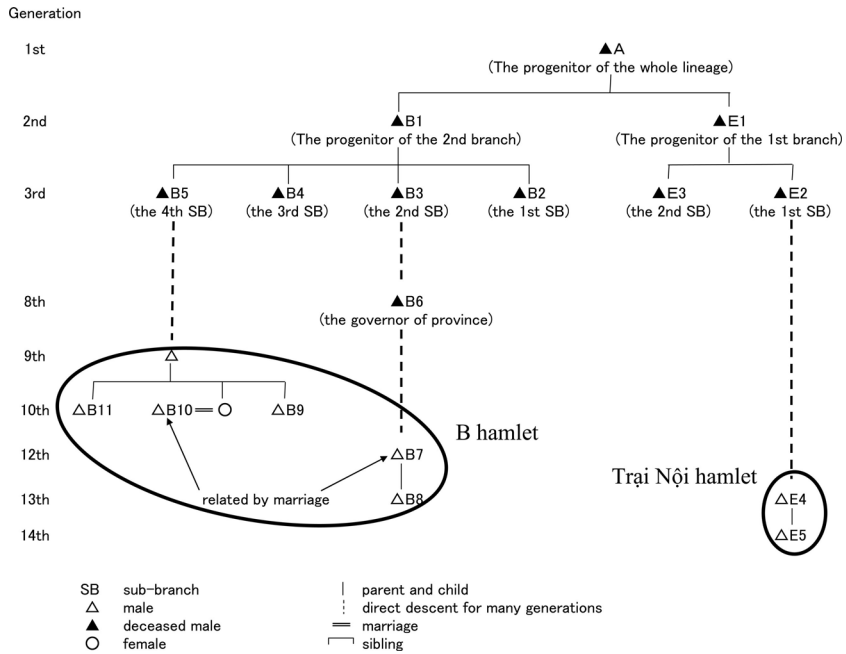 Generation
1st ▲A
(The progenitor of the whole lineage)
2nd ▲B1 ▲E1
(The progenitor of the 2nd branch) (The progenitor of the 1st branch)
3rd ▲B5 ▲B4 ▲B3 ▲B2 ▲E3 ▲E2
(the 4th SB) (the 3rd SB) (the 2nd SB) (the 1st SB) (the 2nd SB) (the 1st SB)
8th ▲B6
(the governor of province)
9th △
10th △B11 △B10 ○ △B9
B hamlet
12th △B7
Trại Nội hamlet
13th related by marriage △B8 △E4
14th △E5
SB sub-branch | parent and child
△ male direct descent for many generations
▲ deceased male marriage
○ female sibling